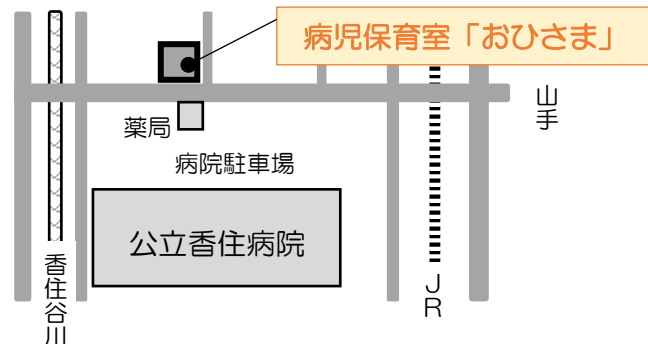 病児保育室「おひさま」
山手
薬局
病院駐車場
公立香住病院
香住谷川
JR